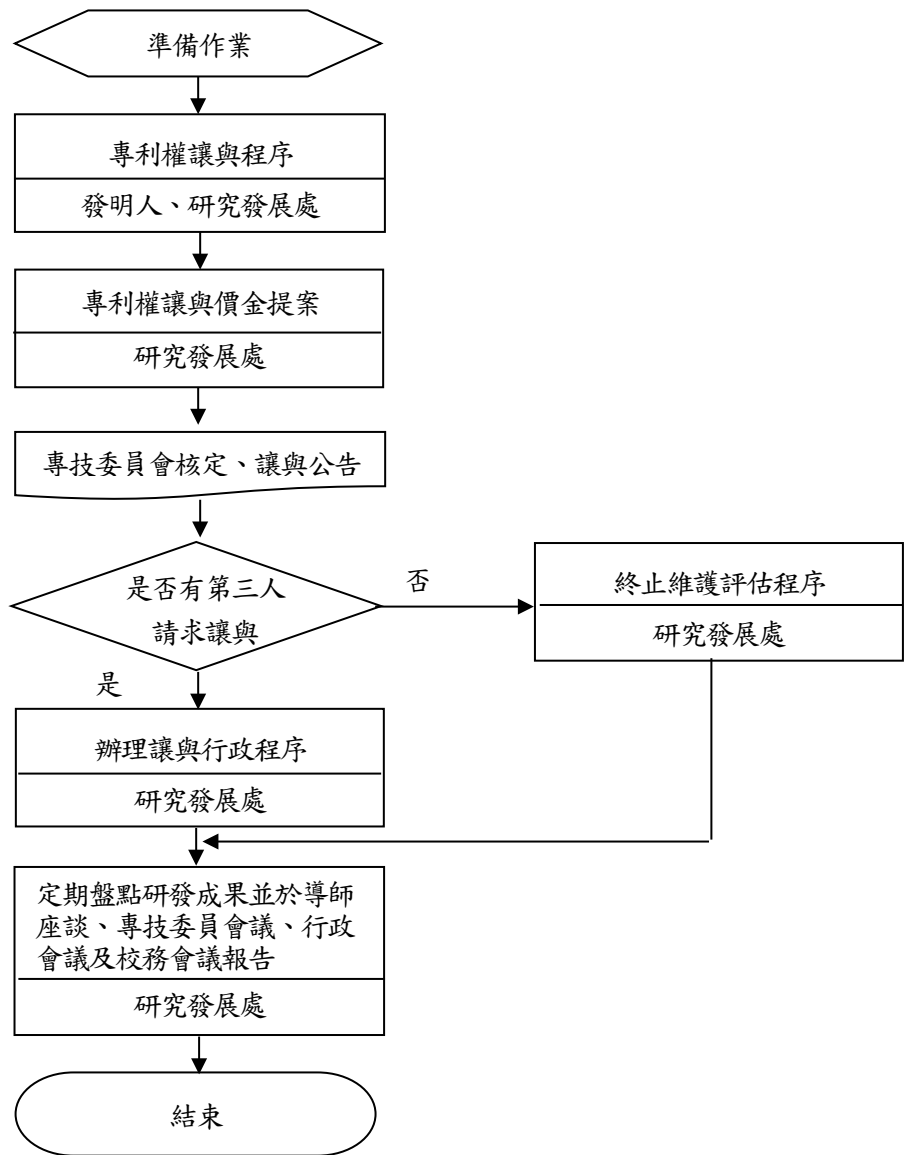 準備作業
專利權讓與程序
發明人、研究發展處
專利權讓與價金提案
研究發展處
專技委員會核定、讓與公告
是否有第三人
請求讓與
否
終止維護評估程序
研究發展處
是
辦理讓與行政程序
研究發展處
定期盤點研發成果並於導師
座談、專技委員會議、行政
會議及校務會議報告
研究發展處
結束